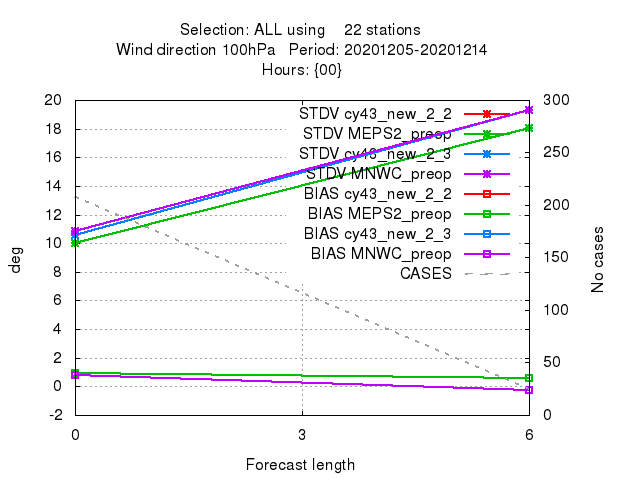 Selection: ALL using 22 stations
Wind direction 100hPa Period: 20201205-20201214
Hours: {00}
20
18
16
14
12
10
8
6
4
2
0
-2
300
250
200
150
100
50
0
deg
No cases
STDV cy43_new_2_2
STDV MEPS2_preop
STDV cy43_new_2_3
STDV MNWC_preop
BIAS cy43_new_2_2
BIAS MEPS2_preop
BIAS cy43_new_2_3
BIAS MNWC_preop
CASES
0 3 6
Forecast length